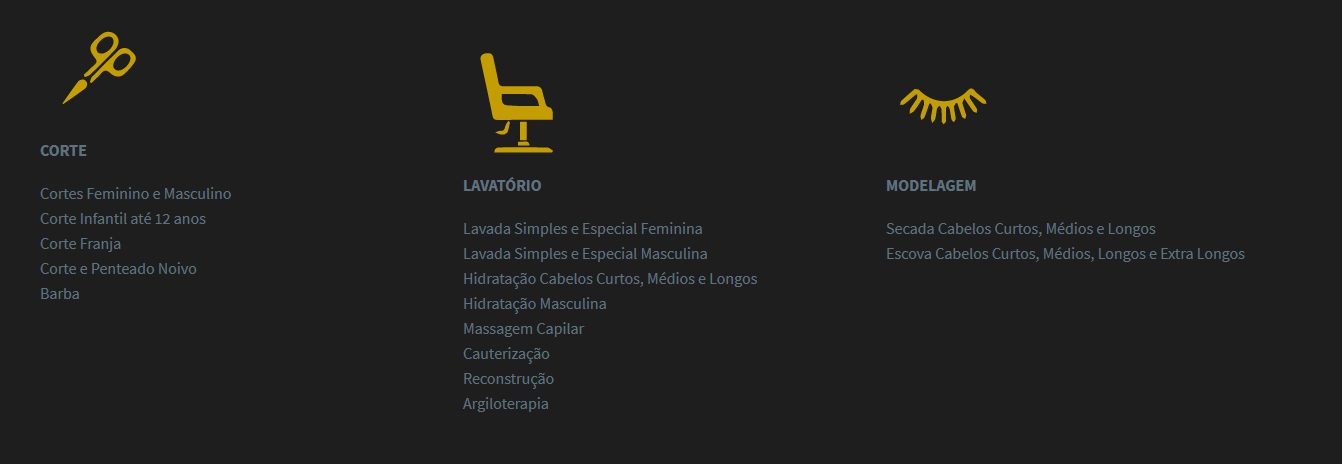 CORTE
Cortes Feminino e Masculino
Corte Infantil até 12 anos
Corte Franja
Corte e Penteado Noivo
Barba
LAVATÓRIO
Lavada Simples e Especial Feminina
Lavada Simples e Especial Masculina
Hidratação Cabelos Curtos, Médios e Longos
Hidratação Masculina
Massagem Capilar
Cauterização
Reconstrução
Argiloterapia
MODELAGEM
Secada Cabelos Curtos, Médios e Longos
Escova Cabelos Curtos, Médios, Longos e Extra Longos